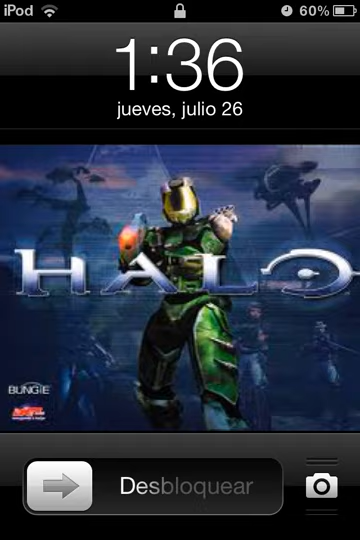 iPod 60%
1:36
jueves, julio 26
HALO
BUNGIE
Desbloquear